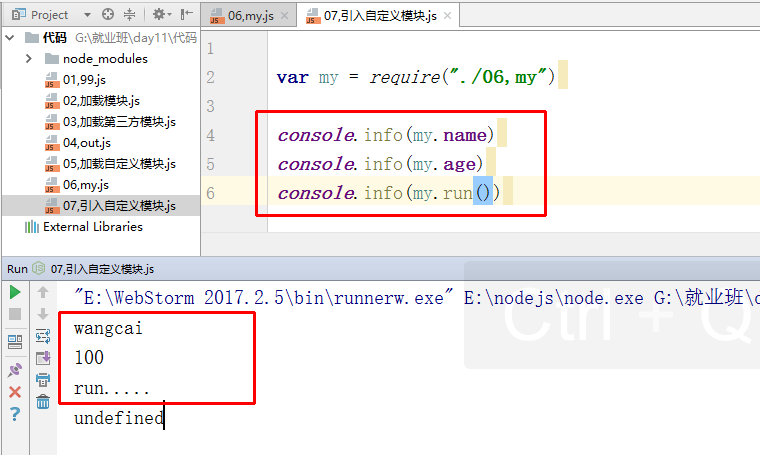 Project
06,my.js
07,引入自定义模块.js
代码 G:\就业班\day11\代码
node_modules
01,99.js
02,加载模块.js
03,加载第三方模块.js
04,out.js
05,加载自定义模块.js
06,my.js
07,引入自定义模块.js
External Libraries
1
2 var my = require("./06,my")
3
4 console.info(my.name)
5 console.info(my.age)
6 console.info(my.run())
Run 07,引入自定义模块.js
"E:\WebStorm 2017.2.5\bin\runnerw.exe" E:\nodejs\node.exe G:\就业班\d
wangcai
100
run.....
undefined
Ctrl + Q